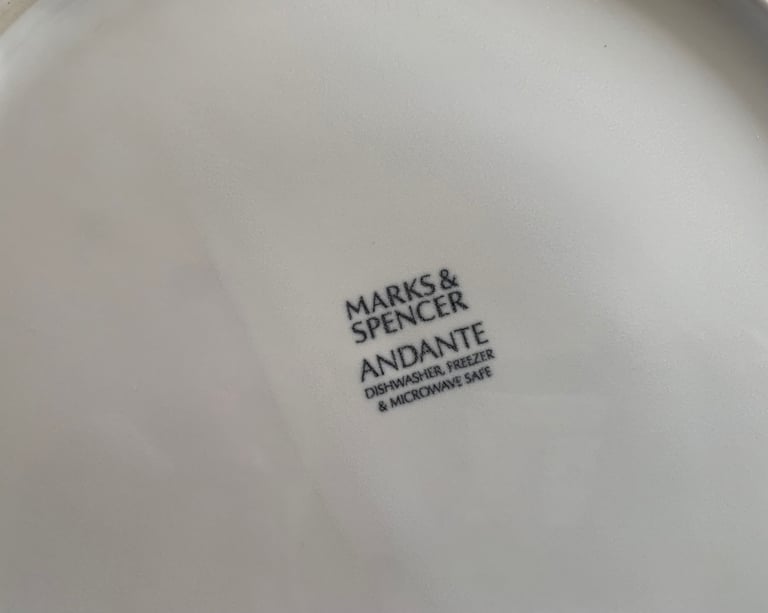 MARKS &
SPENCER
ANDANTE
DISHWASHER, FREEZER
& MICROWAVE SAFE